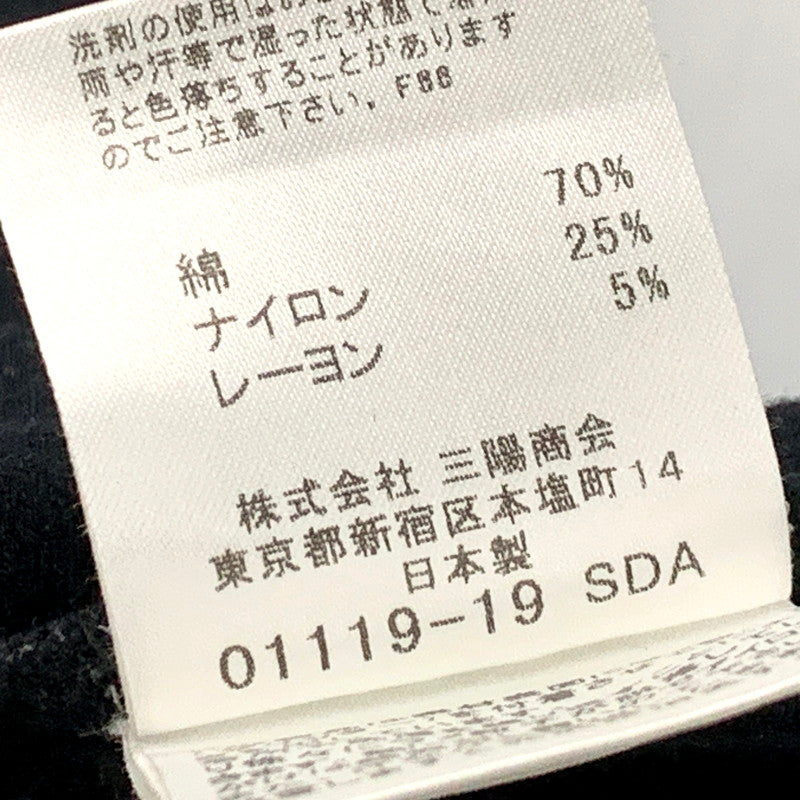 洗剤の使用は
雨や汗等で湿った状態で
ると色落ちすることがあります
のでご注意下さい。F88
綿 70%
ナイロン 25%
レーヨン 5%
株式会社 三陽商会
東京都新宿区本塩町14
日本製
01119-19 SDA